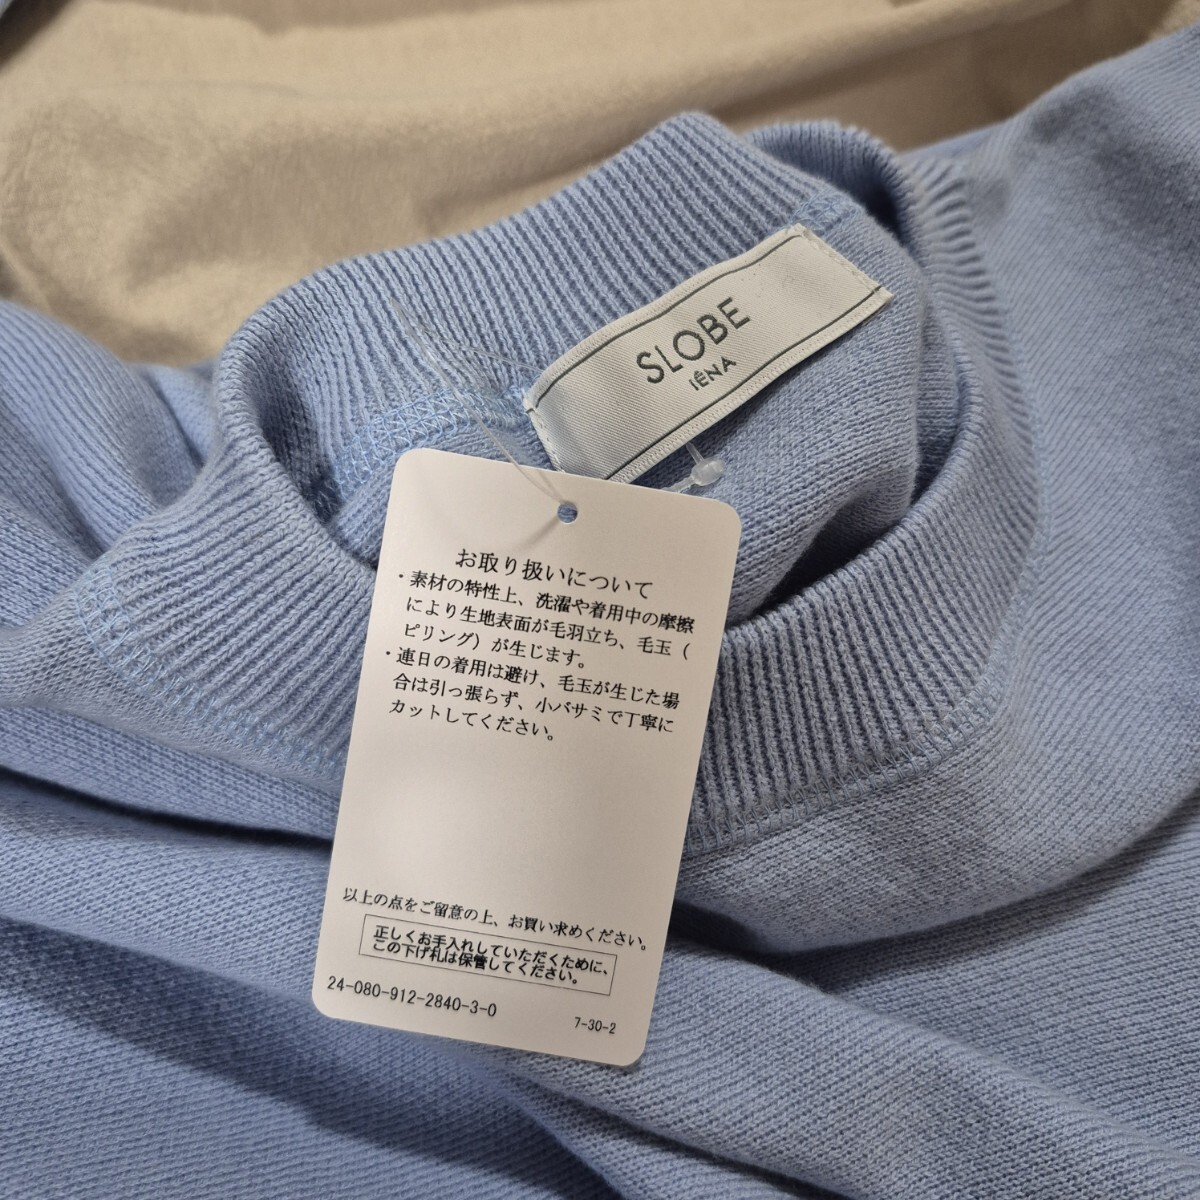 SLOBE
IÉNA
お取り扱いについて
・素材の特性上、洗濯や着用中の摩擦
により生地表面が毛羽立ち、毛玉（
ピリング）が生じます。
・連日の着用は避け、毛玉が生じた場
合は引っ張らず、小バサミで丁寧に
カットしてください。
以上の点をご留意の上、お買い求めください。
正しくお手入れしていただくために、
この下げ札は保管してください。
24-080-912-2840-3-0
7-30-2